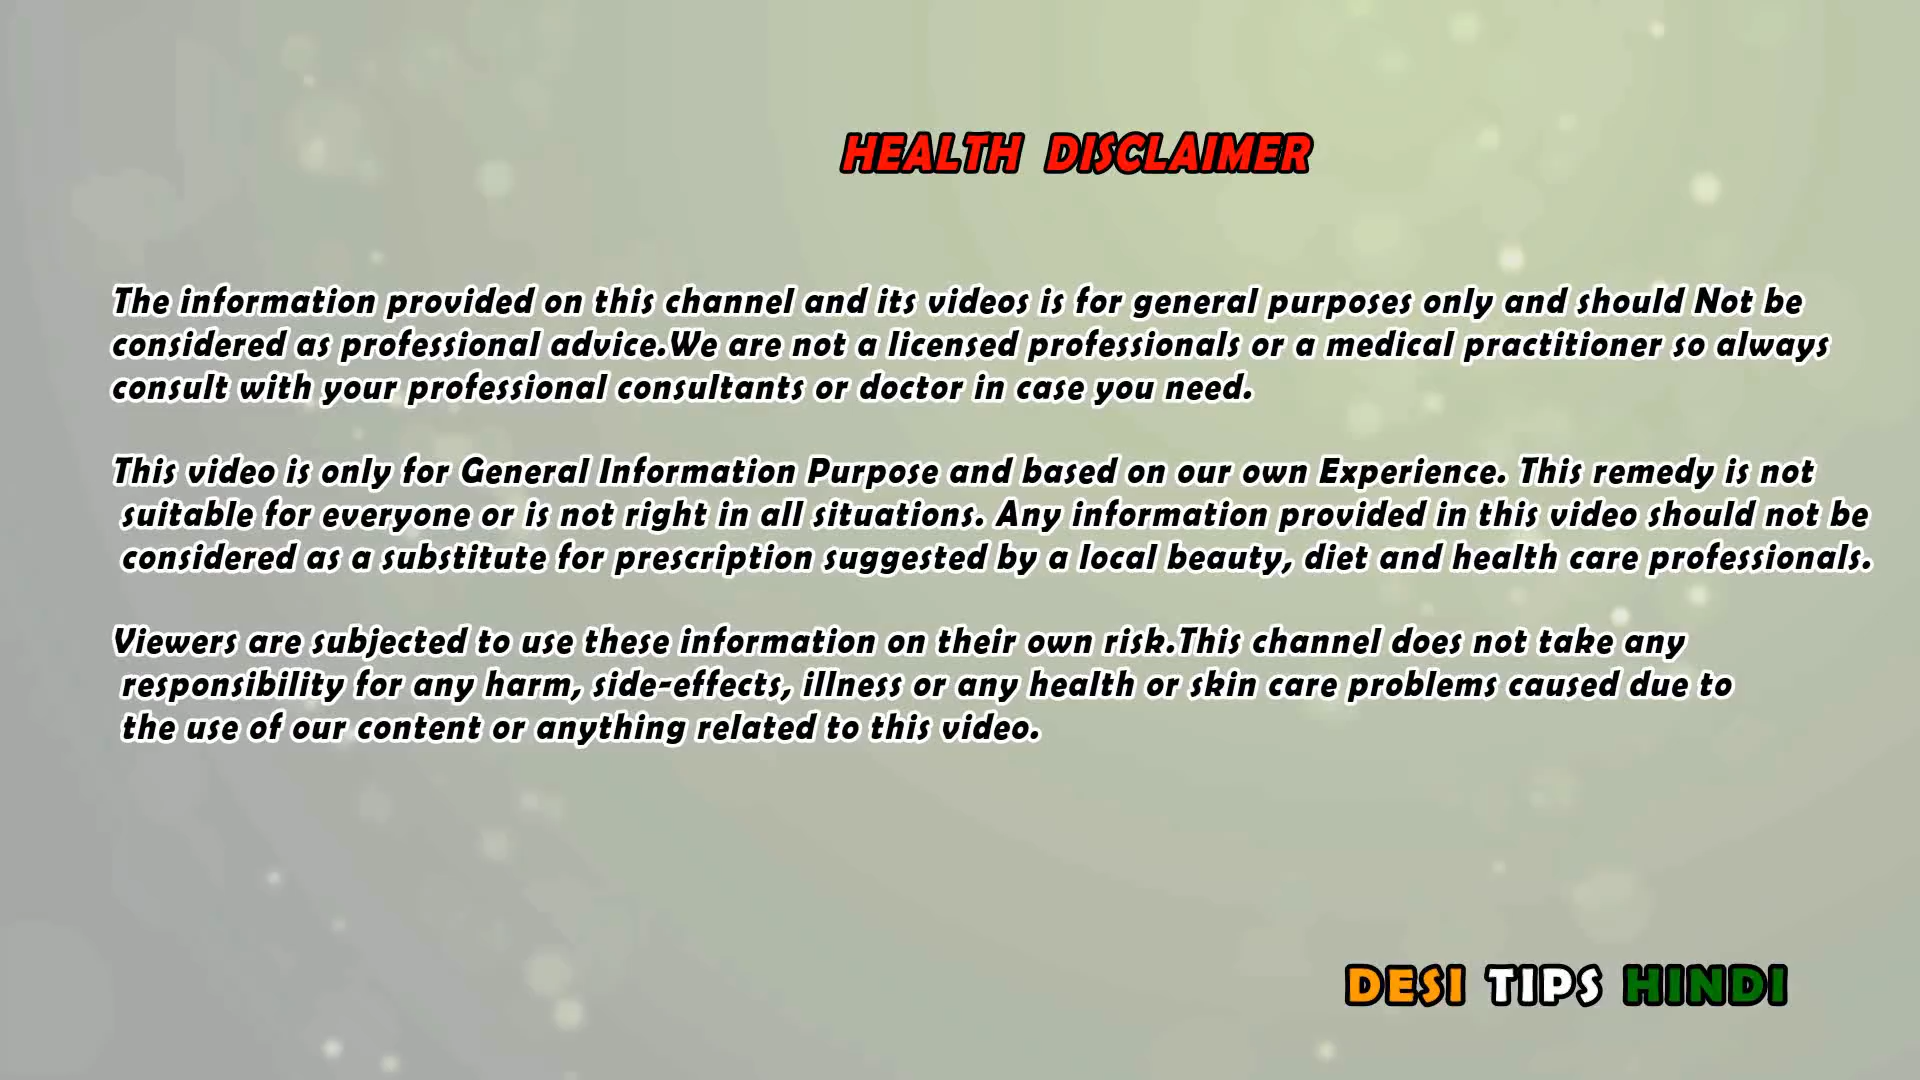 HEALTH DISCLAIMER
The information provided on this channel and its videos is for general purposes only and should Not be
considered as professional advice.We are not a licensed professionals or a medical practitioner so always
consult with your professional consultants or doctor in case you need.
This video is only for General Information Purpose and based on our own Experience. This remedy is not
suitable for everyone or is not right in all situations. Any information provided in this video should not be
considered as a substitute for prescription suggested by a local beauty, diet and health care professionals.
Viewers are subjected to use these information on their own risk.This channel does not take any
responsibility for any harm, side-effects, illness or any health or skin care problems caused due to
the use of our content or anything related to this video.
DESI TIPS HINDI